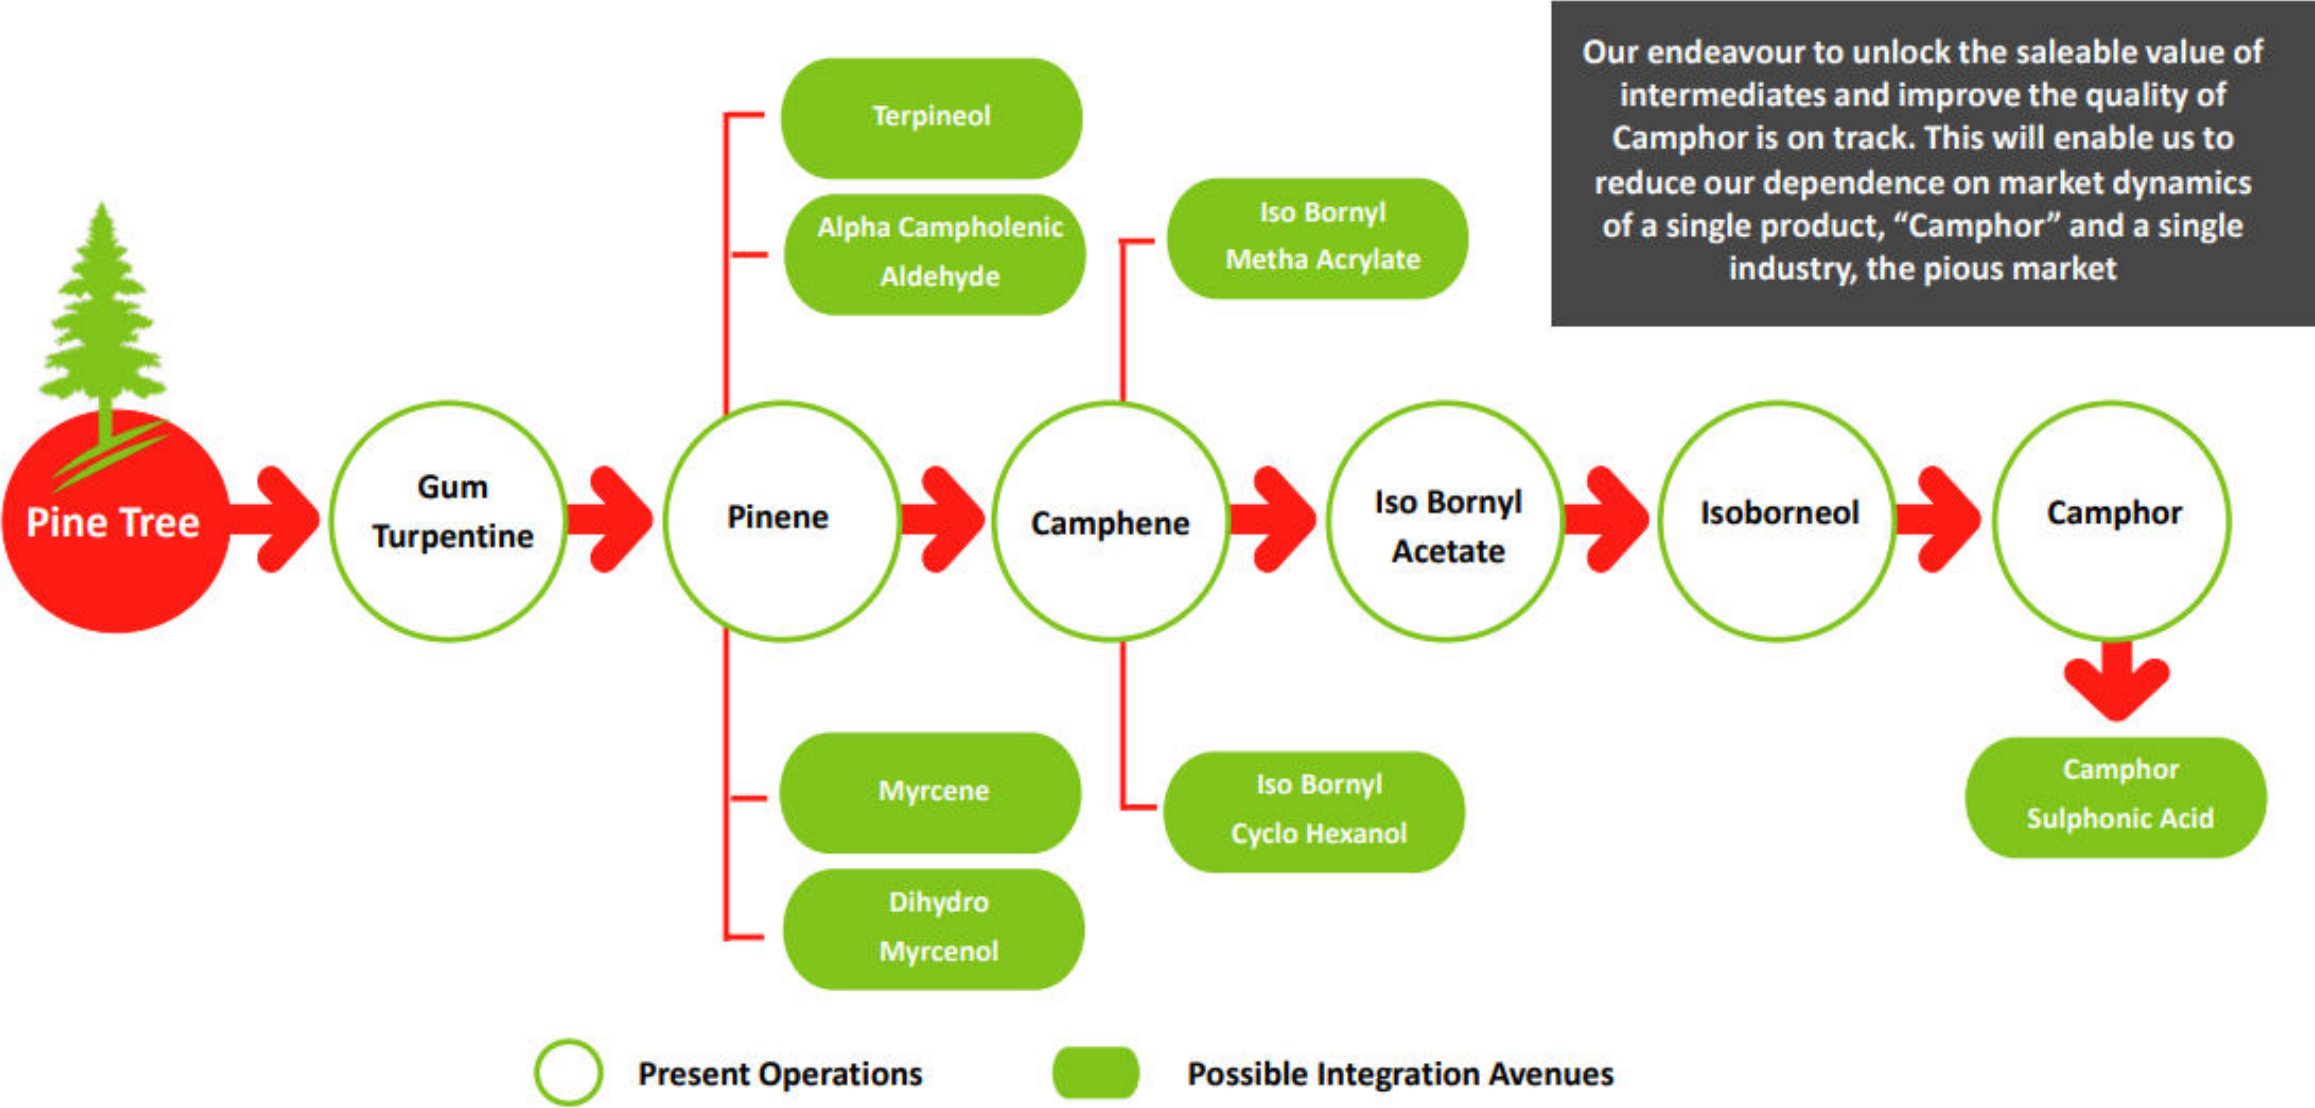 Our endeavour to unlock the saleable value of
intermediates and improve the quality of
Camphor is on track. This will enable us to
reduce our dependence on market dynamics
of a single product, “Camphor” and a single
industry, the pious market
Terpineol
Alpha Campholenic
Aldehyde
Iso Bornyl
Metha Acrylate
Pine Tree
Gum
Turpentine
Pinene
Camphene
Iso Bornyl
Acetate
Isoborneol
Camphor
Myrcene
Dihydro
Myrcenol
Iso Bornyl
Cyclo Hexanol
Camphor
Sulphonic Acid
Present Operations
Possible Integration Avenues